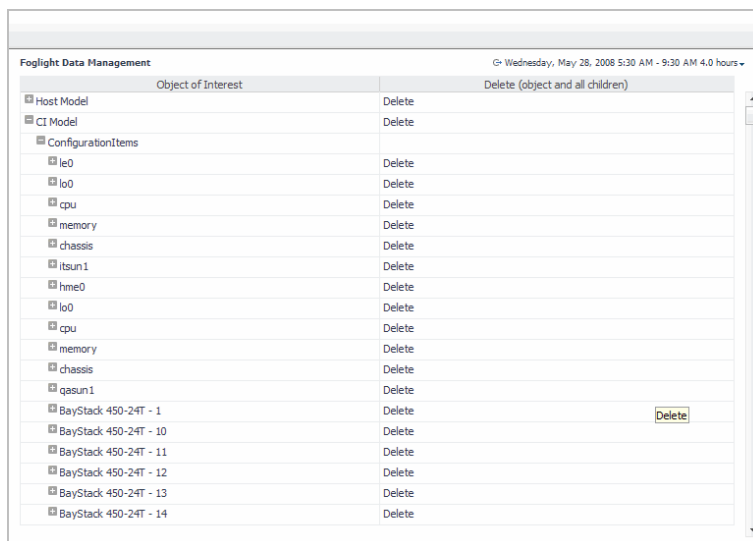 Foglight Data Management
Wednesday, May 28, 2008 5:30 AM - 9:30 AM 4.0 hours
Object of Interest Delete (object and all children)
Host Model Delete
CI Model Delete
ConfigurationItems
le0 Delete
lo0 Delete
cpu Delete
memory Delete
chassis Delete
itsun1 Delete
hme0 Delete
lo0 Delete
cpu Delete
memory Delete
chassis Delete
qasun1 Delete
BayStack 450-24T - 1 Delete Delete
BayStack 450-24T - 10 Delete
BayStack 450-24T - 11 Delete
BayStack 450-24T - 12 Delete
BayStack 450-24T - 13 Delete
BayStack 450-24T - 14 Delete